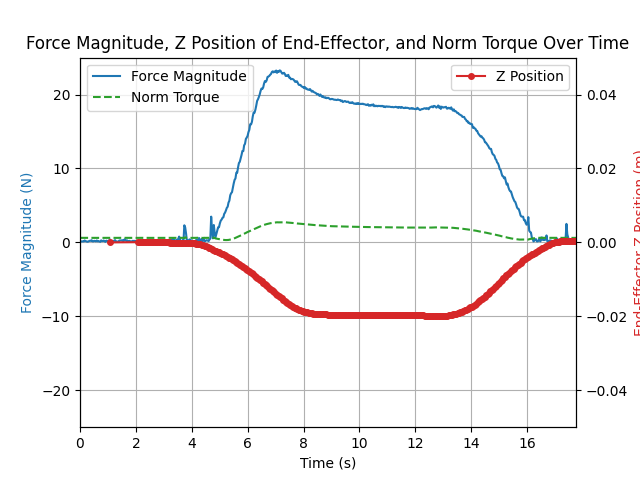 Force Magnitude, Z Position of End-Effector, and Norm Torque Over Time
Force Magnitude
Norm Torque
Z Position
Force Magnitude (N)
20
10
0
−10
−20
0.04
0.02
0.00
−0.02
−0.04
End-Effector Z Position (m)
0 2 4 6 8 10 12 14 16
Time (s)